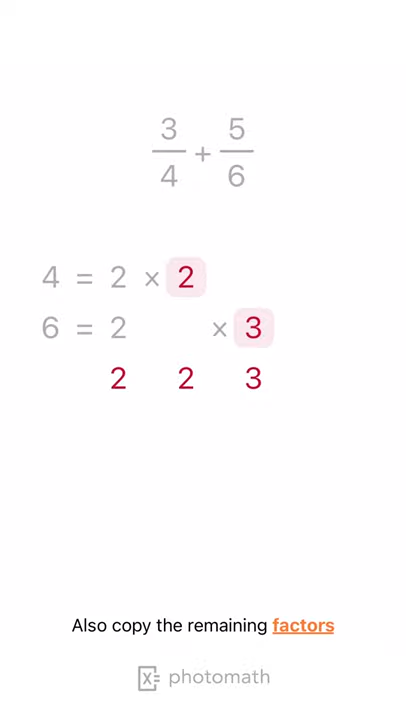 3/4 + 5/6
4 = 2 × 2
6 = 2 × 3
2 2 3
Also copy the remaining factors
photomath